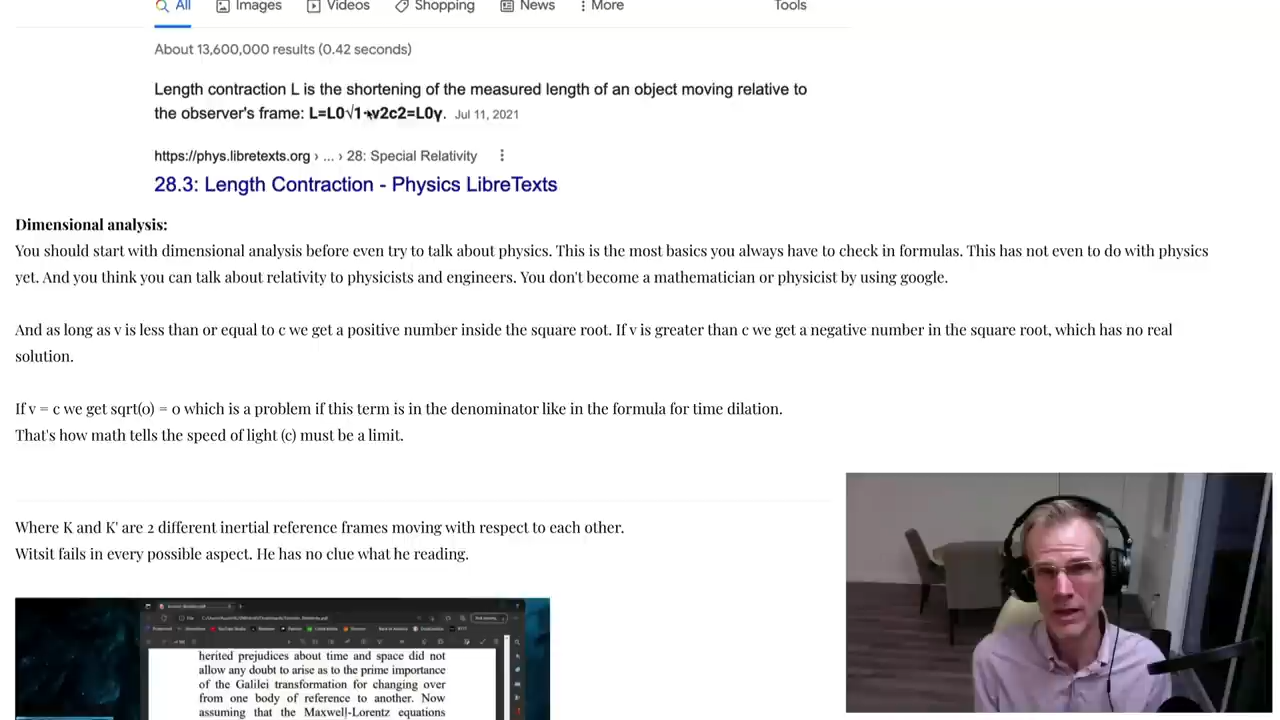 All Images Videos Shopping News More Tools
About 13,600,000 results (0.42 seconds)
Length contraction L is the shortening of the measured length of an object moving relative to
the observer's frame: L=L0√1-v2c2=L0γ. Jul 11, 2021
https://phys.libretexts.org › ... › 28: Special Relativity
28.3: Length Contraction - Physics LibreTexts
Dimensional analysis:
You should start with dimensional analysis before even try to talk about physics. This is the most basics you always have to check in formulas. This has not even to do with physics
yet. And you think you can talk about relativity to physicists and engineers. You don't become a mathematician or physicist by using google.
And as long as v is less than or equal to c we get a positive number inside the square root. If v is greater than c we get a negative number in the square root, which has no real
solution.
If v = c we get sqrt(0) = 0 which is a problem if this term is in the denominator like in the formula for time dilation.
That's how math tells the speed of light (c) must be a limit.
Where K and K' are 2 different inertial reference frames moving with respect to each other.
Witsit fails in every possible aspect. He has no clue what he reading.
herited prejudices about time and space did not
allow any doubt to arise as to the prime importance
of the Galilei transformation for changing over
from one body of reference to another. Now
assuming that the Maxwell-Lorentz equations